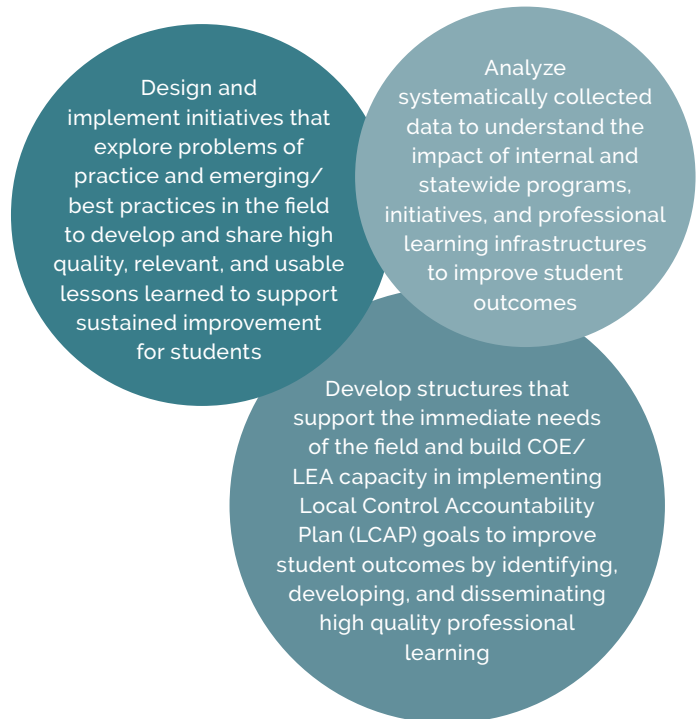 Design and
implement initiatives that
explore problems of
practice and emerging/
best practices in the field
to develop and share high
quality, relevant, and usable
lessons learned to support
sustained improvement
for students
Analyze
systematically collected
data to understand the
impact of internal and
statewide programs,
initiatives, and professional
learning infrastructures
to improve student
outcomes
Develop structures that
support the immediate needs
of the field and build COE/
LEA capacity in implementing
Local Control Accountability
Plan (LCAP) goals to improve
student outcomes by identifying,
developing, and disseminating
high quality professional
learning